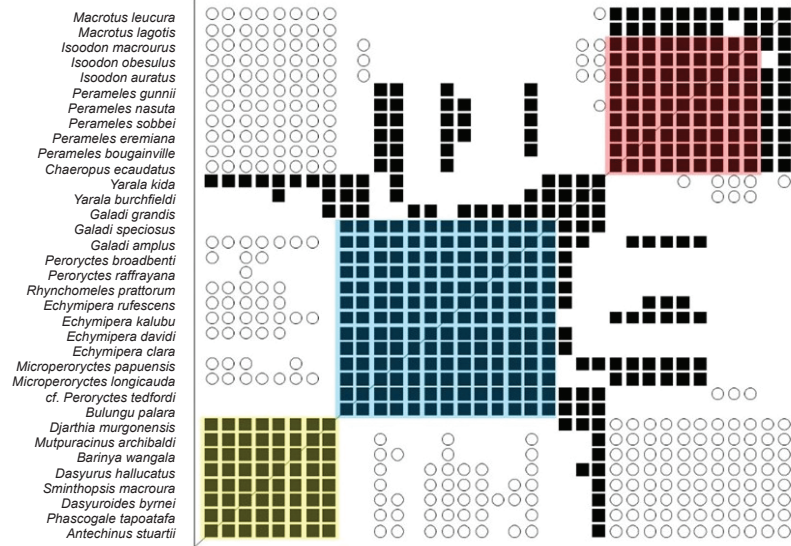 Macrotus leucura
Macrotus lagotis
Isoodon macrourus
Isoodon obesulus
Isoodon auratus
Perameles gunnii
Perameles nasuta
Perameles sobbei
Perameles eremiana
Perameles bougainville
Chaeropus ecaudatus
Yarala kida
Yarala burchfieldi
Galadi grandis
Galadi speciosus
Galadi amplus
Peroryctes broadbenti
Peroryctes raffrayana
Rhynchomeles prattorum
Echymipera rufescens
Echymipera kalubu
Echymipera davidi
Echymipera clara
Microperoryctes papuensis
Microperoryctes longicauda
cf. Peroryctes tedfordi
Bulungu palara
Djarthia murgonensis
Mutpuracinus archibaldi
Barinya wangala
Dasyurus hallucatus
Sminthopsis macroura
Dasyuroides byrnei
Phascogale tapoatafa
Antechinus stuartii